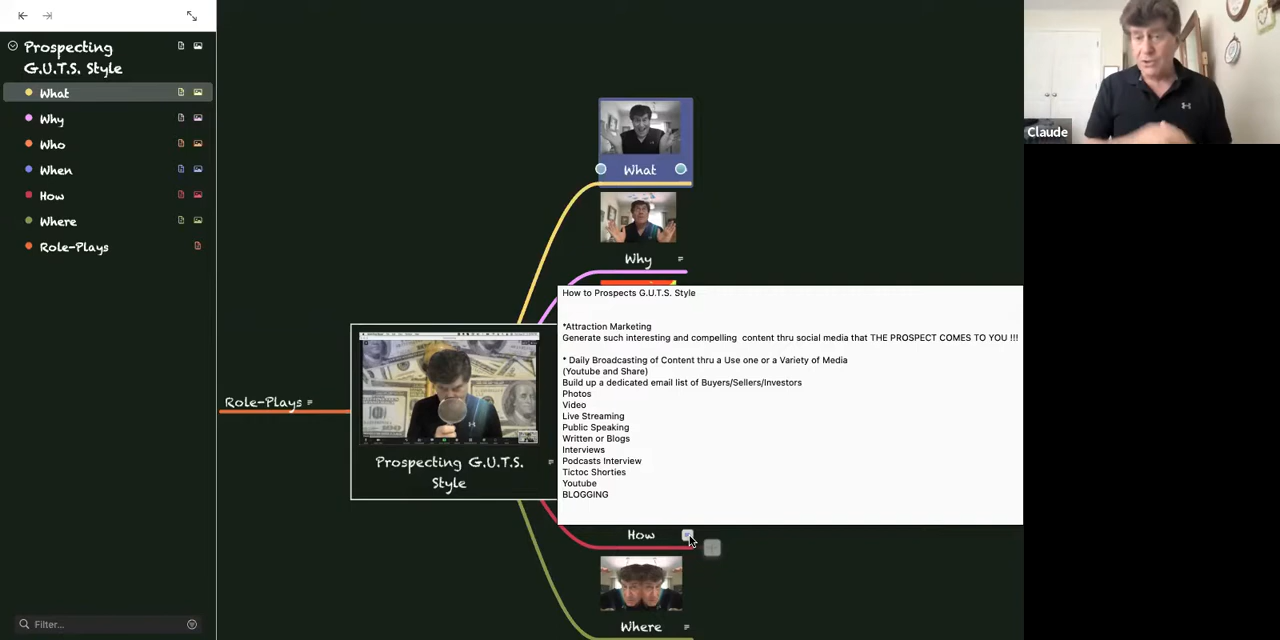 Prospecting
G.U.T.S. Style
What
Why
Who
When
How
Where
Role-Plays
Filter...
What
Why
How to Prospects G.U.T.S. Style
*Attraction Marketing
Generate such interesting and compelling content thru social media that THE PROSPECT COMES TO YOU !!!
* Daily Broadcasting of Content thru a Use one or a Variety of Media
(Youtube and Share)
Build up a dedicated email list of Buyers/Sellers/Investors
Photos
Video
Live Streaming
Public Speaking
Written or Blogs
Interviews
Podcasts Interview
Tictoc Shorties
Youtube
BLOGGING
Role-Plays
Prospecting G.U.T.S.
Style
How
Where
Claude